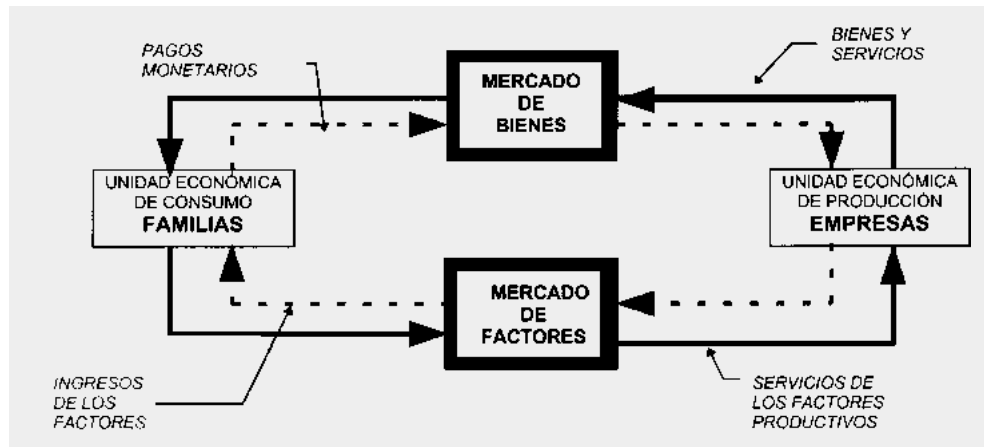 PAGOS
MONETARIOS
BIENES Y
SERVICIOS
MERCADO
DE
BIENES
UNIDAD ECONÓMICA
DE CONSUMO
FAMILIAS
UNIDAD ECONÓMICA
DE PRODUCCIÓN
EMPRESAS
MERCADO
DE
FACTORES
INGRESOS
DE LOS
FACTORES
SERVICIOS DE
LOS FACTORES
PRODUCTIVOS